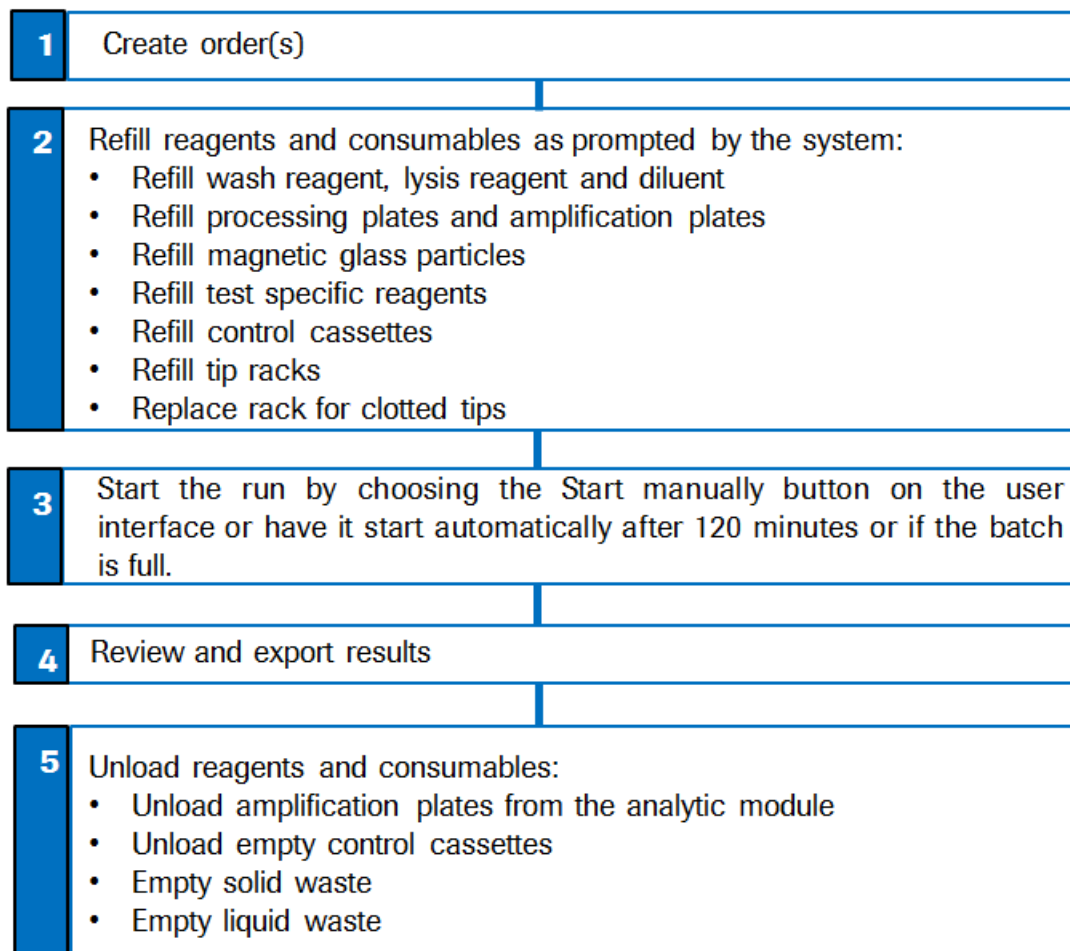 1
Create order(s)
2
Refill reagents and consumables as prompted by the system:
• Refill wash reagent, lysis reagent and diluent
• Refill processing plates and amplification plates
• Refill magnetic glass particles
• Refill test specific reagents
• Refill control cassettes
• Refill tip racks
• Replace rack for clotted tips
3
Start the run by choosing the Start manually button on the user
interface or have it start automatically after 120 minutes or if the batch
is full.
4
Review and export results
5
Unload reagents and consumables:
• Unload amplification plates from the analytic module
• Unload empty control cassettes
• Empty solid waste
• Empty liquid waste